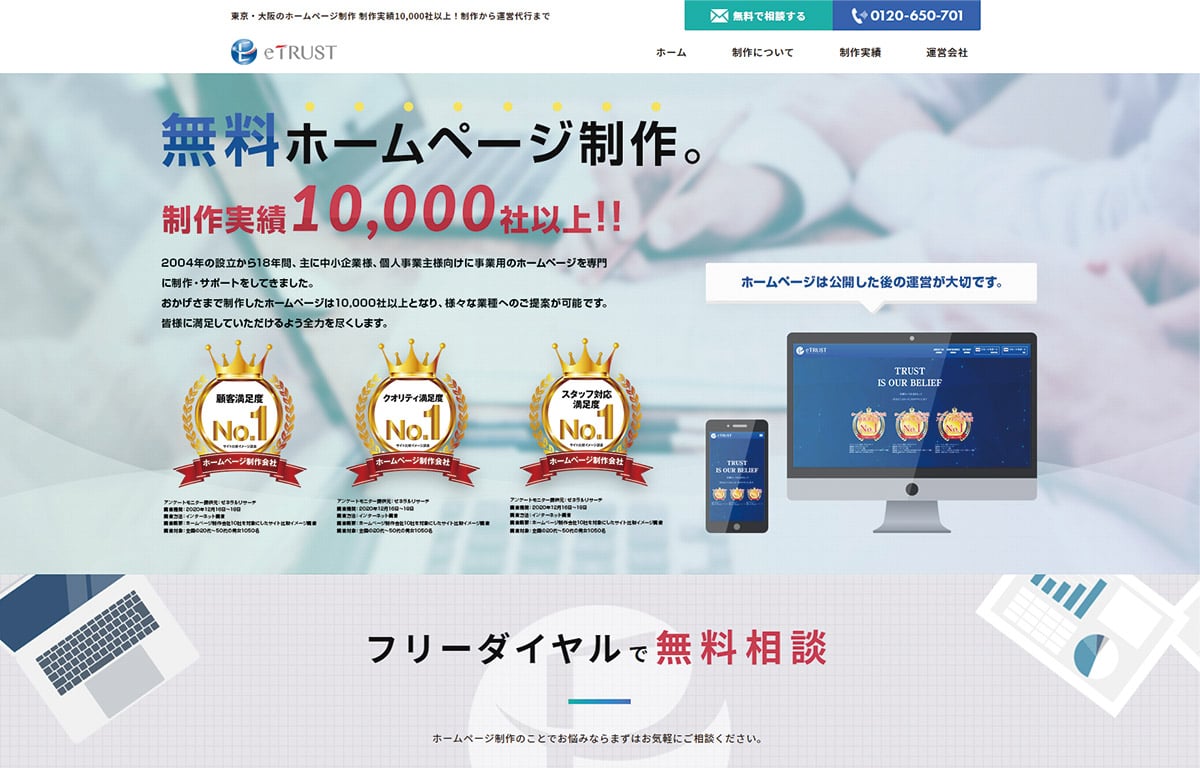 東京・大阪のホームページ制作 制作実績10,000社以上！制作から運営代行まで
無料で相談する
0120-650-701
eTRUST
ホーム
制作について
制作実績
運営会社
無料ホームページ制作。
制作実績10,000社以上!!
2004年の設立から18年間、主に中小企業様、個人事業主様向けに事業用のホームページを専門
に制作・サポートをしてきました。
おかげさまで制作したホームページは10,000社以上となり、様々な業種へのご提案が可能です。
皆様に満足していただけるよう全力を尽くします。
顧客満足度
No.1
サイト比較イメージ調査
ホームページ制作会社
クオリティ満足度
No.1
サイト比較イメージ調査
ホームページ制作会社
スタッフ対応
満足度
No.1
サイト比較イメージ調査
ホームページ制作会社
アンケートモニター提供元：ゼネラルリサーチ
調査期間：2020年12月16日〜18日
調査方法：インターネット調査
調査概要：ホームページ制作会社10社を対象にしたサイト比較イメージ調査
調査対象：全国の20代〜50代の男女1050名
アンケートモニター提供元：ゼネラルリサーチ
調査期間：2020年12月16日〜18日
調査方法：インターネット調査
調査概要：ホームページ制作会社10社を対象にしたサイト比較イメージ調査
調査対象：全国の20代〜50代の男女1050名
アンケートモニター提供元：ゼネラルリサーチ
調査期間：2020年12月16日〜18日
調査方法：インターネット調査
調査概要：ホームページ制作会社10社を対象にしたサイト比較イメージ調査
調査対象：全国の20代〜50代の男女1050名
ホームページは公開した後の運営が大切です。
eTRUST
TRUST
IS OUR BELIEF
eTRUST
TRUST
IS OUR BELIEF
フリーダイヤルで無料相談
ホームページ制作のことでお悩みならまずはお気軽にご相談ください。